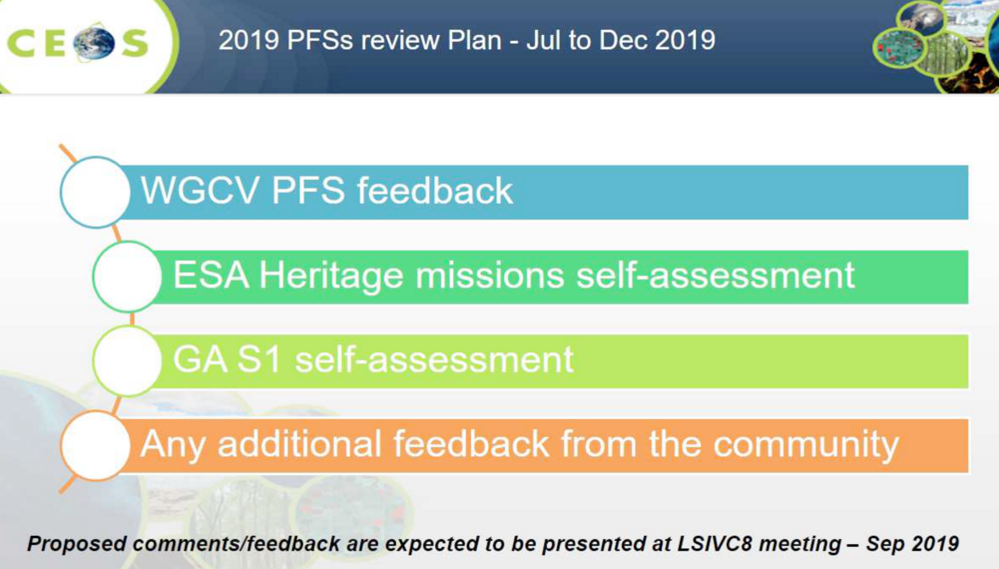 CEOS
2019 PFSs review Plan - Jul to Dec 2019
WGCV PFS feedback
ESA Heritage missions self-assessment
GA S1 self-assessment
Any additional feedback from the community
Proposed comments/feedback are expected to be presented at LSIVC8 meeting – Sep 2019